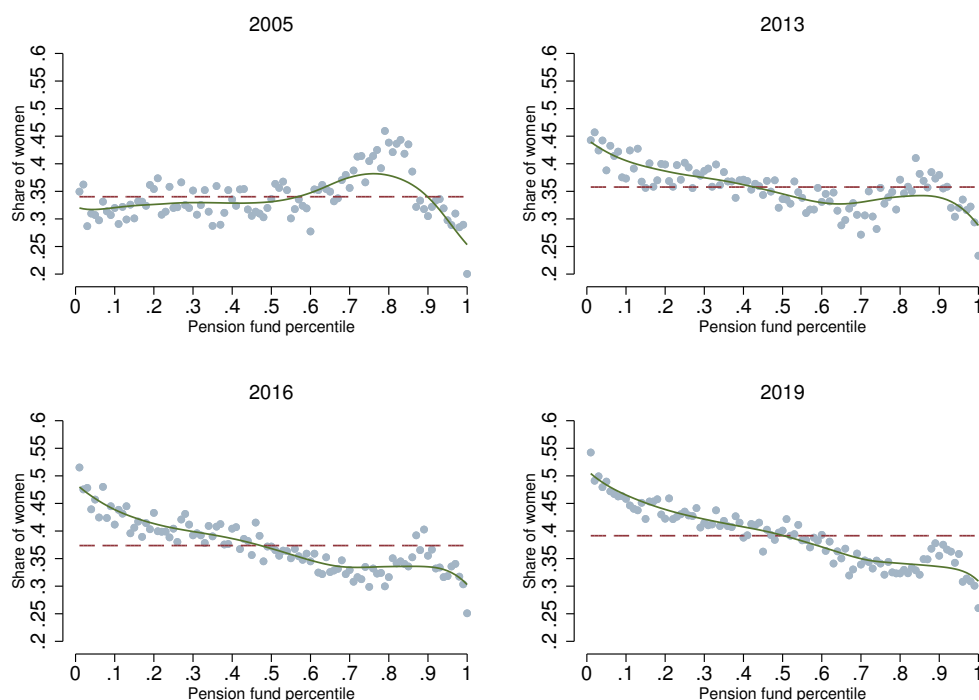 2005
Share of women
.2 .25 .3 .35 .4 .45 .5 .55 .6
0 .1 .2 .3 .4 .5 .6 .7 .8 .9 1
Pension fund percentile
2013
Share of women
.2 .25 .3 .35 .4 .45 .5 .55 .6
0 .1 .2 .3 .4 .5 .6 .7 .8 .9 1
Pension fund percentile
2016
Share of women
.2 .25 .3 .35 .4 .45 .5 .55 .6
0 .1 .2 .3 .4 .5 .6 .7 .8 .9 1
Pension fund percentile
2019
Share of women
.2 .25 .3 .35 .4 .45 .5 .55 .6
0 .1 .2 .3 .4 .5 .6 .7 .8 .9 1
Pension fund percentile